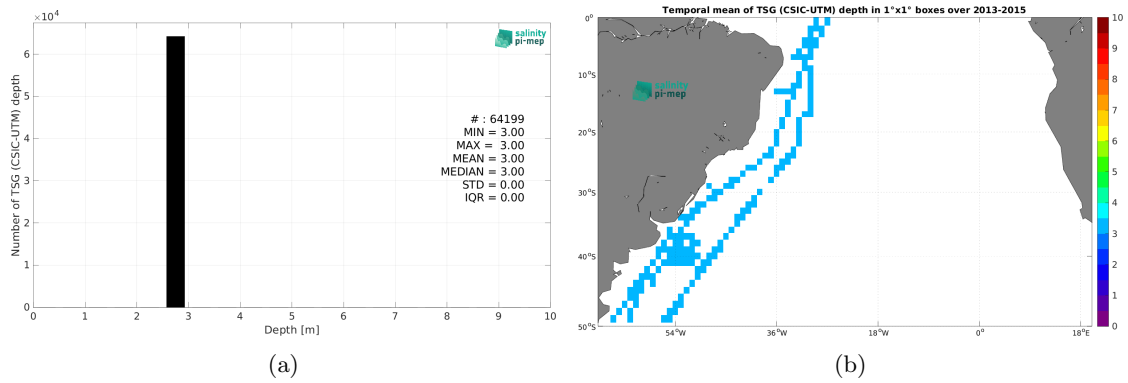 ×10⁴
6
5
4
3
2
1
0
0 1 2 3 4 5 6 7 8 9 10
Number of TSG (CSIC-UTM) depth
Depth [m]
salinity
pi-mep
# : 64199
MIN = 3.00
MAX = 3.00
MEAN = 3.00
MEDIAN = 3.00
STD = 0.00
IQR = 0.00
(a)
Temporal mean of TSG (CSIC-UTM) depth in 1°x1° boxes over 2013-2015
0°
10°S
20°S
30°S
40°S
50°S
54°W 36°W 18°W 0° 18°E
salinity
pi-mep
10
9
8
7
6
5
4
3
2
1
0
(b)